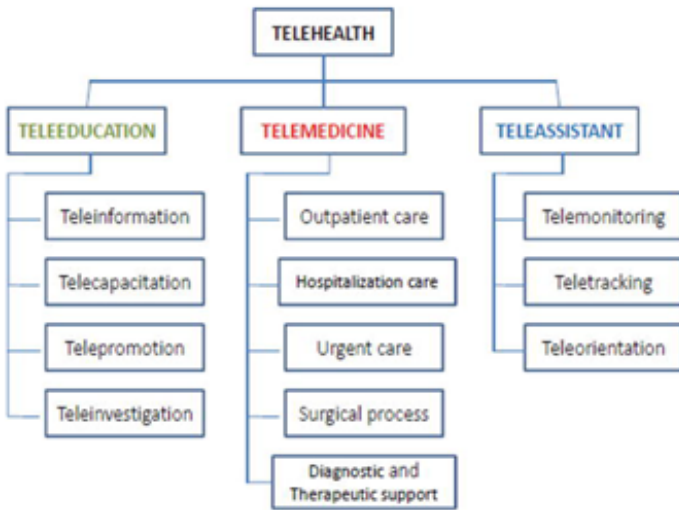 TELEHEALTH
TELEEDUCATION
Teleinformation
Telecapacitation
Telepromotion
Teleinvestigation
TELEMEDICINE
Outpatient care
Hospitalization care
Urgent care
Surgical process
Diagnostic and
Therapeutic support
TELEASSISTANT
Telemonitoring
Teletracking
Teleorientation